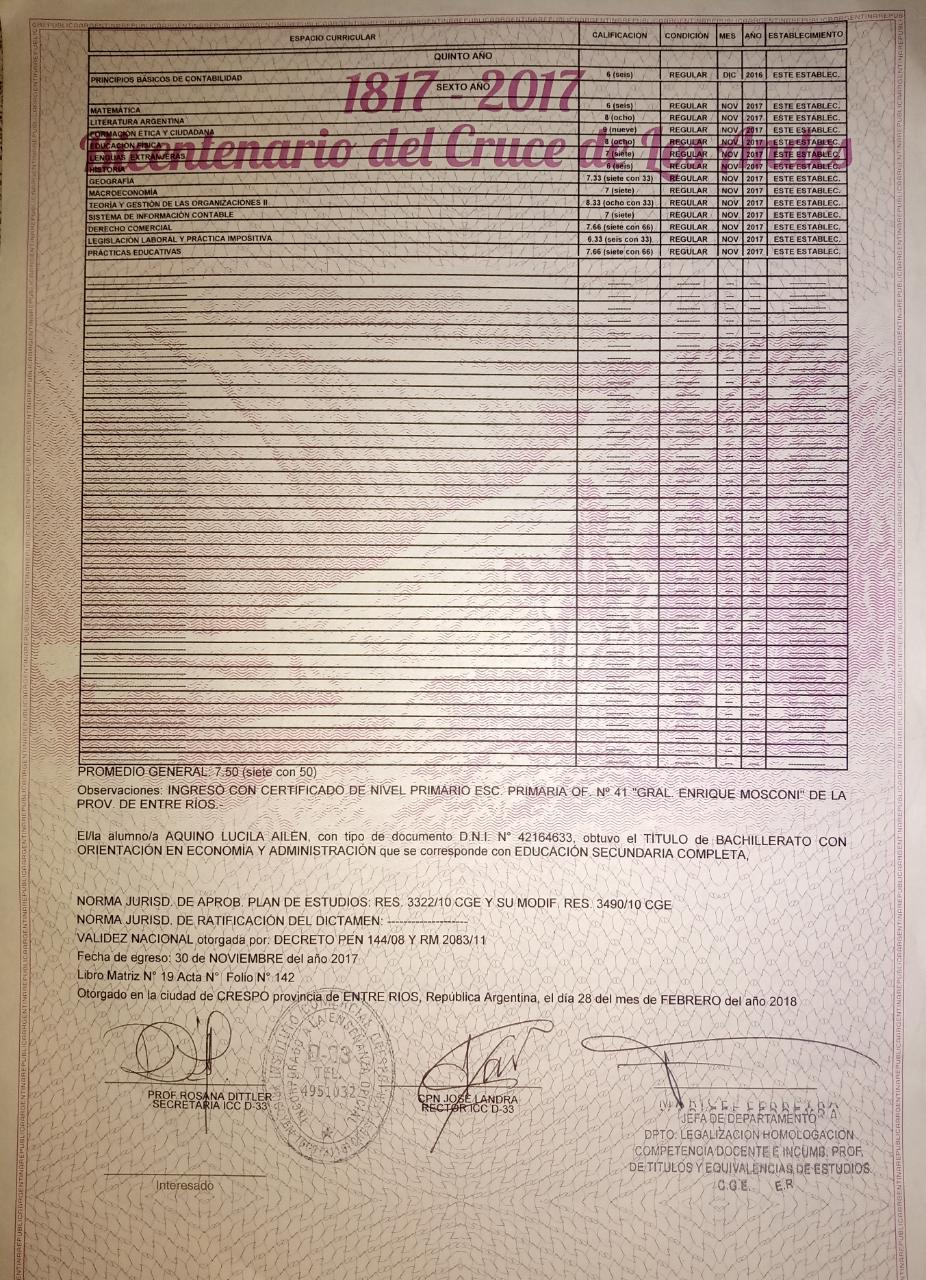 ESPACIO CURRICULAR CALIFICACION CONDICIÓN MES AÑO ESTABLECIMIENTO
QUINTO AÑO
PRINCIPIOS BÁSICOS DE CONTABILIDAD 6 (seis) REGULAR DIC 2016 ESTE ESTABLEC.
SEXTO AÑO
1817 - 2017
Bicentenario del Cruce de Los Andes
MATEMÁTICA 6 (seis) REGULAR NOV 2017 ESTE ESTABLEC.
LITERATURA ARGENTINA 8 (ocho) REGULAR NOV 2017 ESTE ESTABLEC.
FORMACIÓN ETICA Y CIUDADANA 9 (nueve) REGULAR NOV 2017 ESTE ESTABLEC.
EDUCACIÓN FÍSICA 8 (ocho) REGULAR NOV 2017 ESTE ESTABLEC.
LENGUAS EXTRANJERAS 7 (siete) REGULAR NOV 2017 ESTE ESTABLEC.
HISTORIA 6 (seis) REGULAR NOV 2017 ESTE ESTABLEC.
GEOGRAFÍA 7.33 (siete con 33) REGULAR NOV 2017 ESTE ESTABLEC.
MACROECONOMÍA 7 (siete) REGULAR NOV 2017 ESTE ESTABLEC.
TEORÍA Y GESTIÓN DE LAS ORGANIZACIONES II 8.33 (ocho con 33) REGULAR NOV 2017 ESTE ESTABLEC.
SISTEMA DE INFORMACIÓN CONTABLE 7 (siete) REGULAR NOV 2017 ESTE ESTABLEC.
DERECHO COMERCIAL 7.66 (siete con 66) REGULAR NOV 2017 ESTE ESTABLEC.
LEGISLACIÓN LABORAL Y PRÁCTICA IMPOSITIVA 6.33 (seis con 33) REGULAR NOV 2017 ESTE ESTABLEC.
PRÁCTICAS EDUCATIVAS 7.66 (siete con 66) REGULAR NOV 2017 ESTE ESTABLEC.
PROMEDIO GENERAL: 7.50 (siete con 50)
Observaciones: INGRESÓ CON CERTIFICADO DE NIVEL PRIMARIO ESC. PRIMARIA OF. Nº 41 "GRAL. ENRIQUE MOSCONI" DE LA
PROV. DE ENTRE RÍOS.-
El/la alumno/a AQUINO LUCILA AILÉN, con tipo de documento D.N.I. N° 42164633, obtuvo el TÍTULO de BACHILLERATO CON
ORIENTACIÓN EN ECONOMÍA Y ADMINISTRACIÓN que se corresponde con EDUCACIÓN SECUNDARIA COMPLETA,
NORMA JURISD. DE APROB. PLAN DE ESTUDIOS: RES. 3322/10 CGE Y SU MODIF. RES. 3490/10 CGE
NORMA JURISD. DE RATIFICACIÓN DEL DICTAMEN: --------------------
VALIDEZ NACIONAL otorgada por: DECRETO PEN 144/08 Y RM 2083/11
Fecha de egreso: 30 de NOVIEMBRE del año 2017
Libro Matriz N° 19 Acta N° Folio N° 142
Otorgado en la ciudad de CRESPO provincia de ENTRE RIOS, República Argentina, el día 28 del mes de FEBRERO del año 2018
D-33
TEL.
4951032
PROF. ROSANA DITTLER
SECRETARIA ICC D-33
CPN JOSÉ LANDRA
RECTOR ICC D-33
JEFA DE DEPARTAMENTO
DPTO: LEGALIZACION HOMOLOGACIÓN
COMPETENCIA DOCENTE E INCUMB. PROF.
DE TITULOS Y EQUIVALENCIAS DE ESTUDIOS
C.G.E. E.R
Interesado